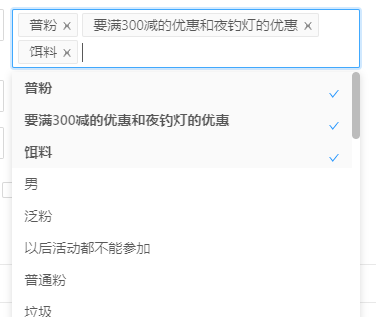 普粉 × 要满300减的优惠和夜钓灯的优惠 ×
饵料 ×
普粉
要满300减的优惠和夜钓灯的优惠
饵料
男
泛粉
以后活动都不能参加
普通粉
垃圾